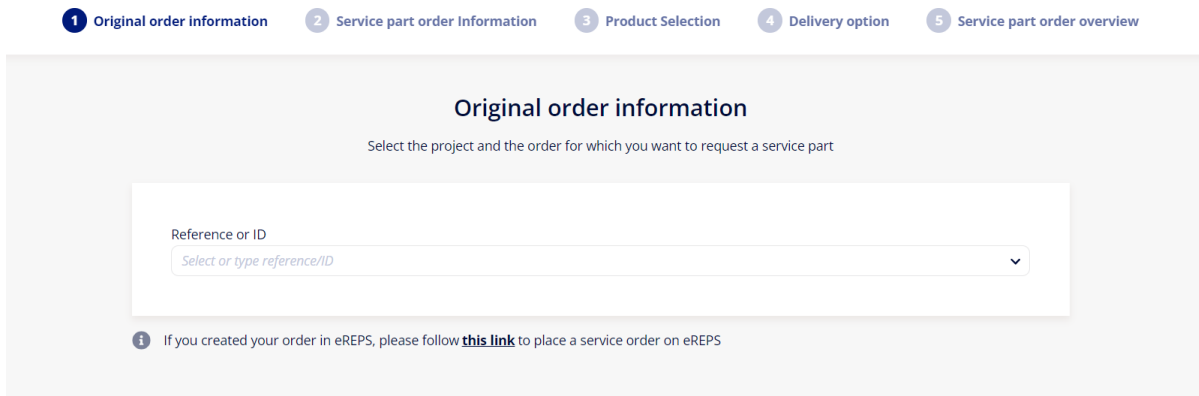 1 Original order information 2 Service part order Information 3 Product Selection 4 Delivery option 5 Service part order overview
Original order information
Select the project and the order for which you want to request a service part
Reference or ID
Select or type reference/ID
i If you created your order in eREPS, please follow this link to place a service order on eREPS